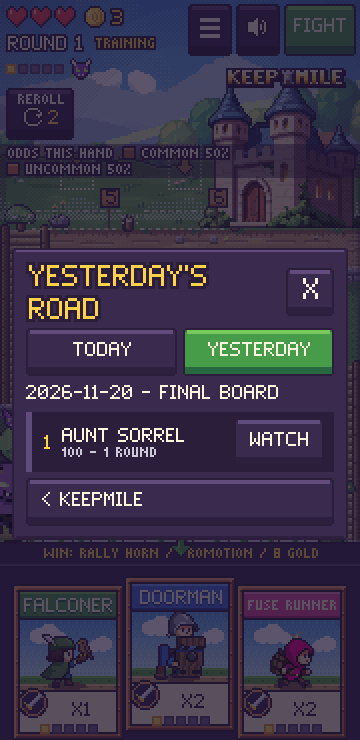 3
FIGHT
ROUND 1 TRAINING
KEEPMILE
REROLL
2
ODDS THIS HAND COMMON 50%
UNCOMMON 50%
5 6
YESTERDAY'S
ROAD
X
TODAY YESTERDAY
2026-11-20 - FINAL BOARD
1 AUNT SORREL
100 - 1 ROUND
WATCH
< KEEPMILE
WIN: RALLY HORN / PROMOTION / 8 GOLD
FALCONER DOORMAN FUSE RUNNER
X1 X2 X2